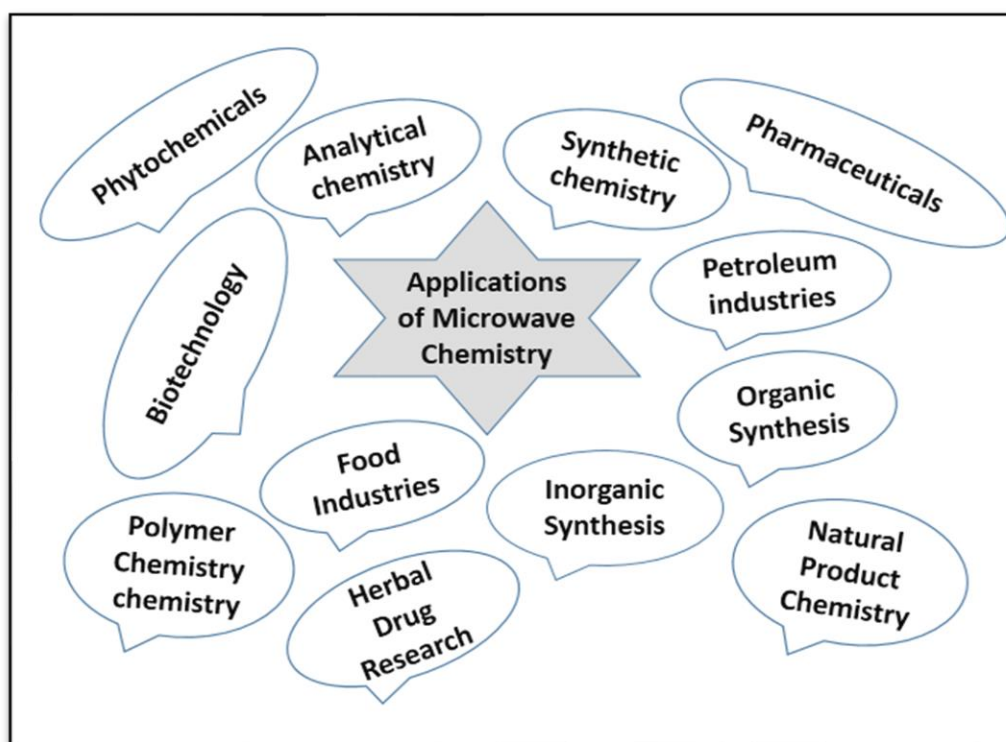 Phytochemicals
Analytical
chemistry
Synthetic
chemistry
Pharmaceuticals
Biotechnology
Applications
of Microwave
Chemistry
Petroleum
industries
Organic
Synthesis
Food
Industries
Inorganic
Synthesis
Polymer
Chemistry
chemistry
Herbal
Drug
Research
Natural
Product
Chemistry